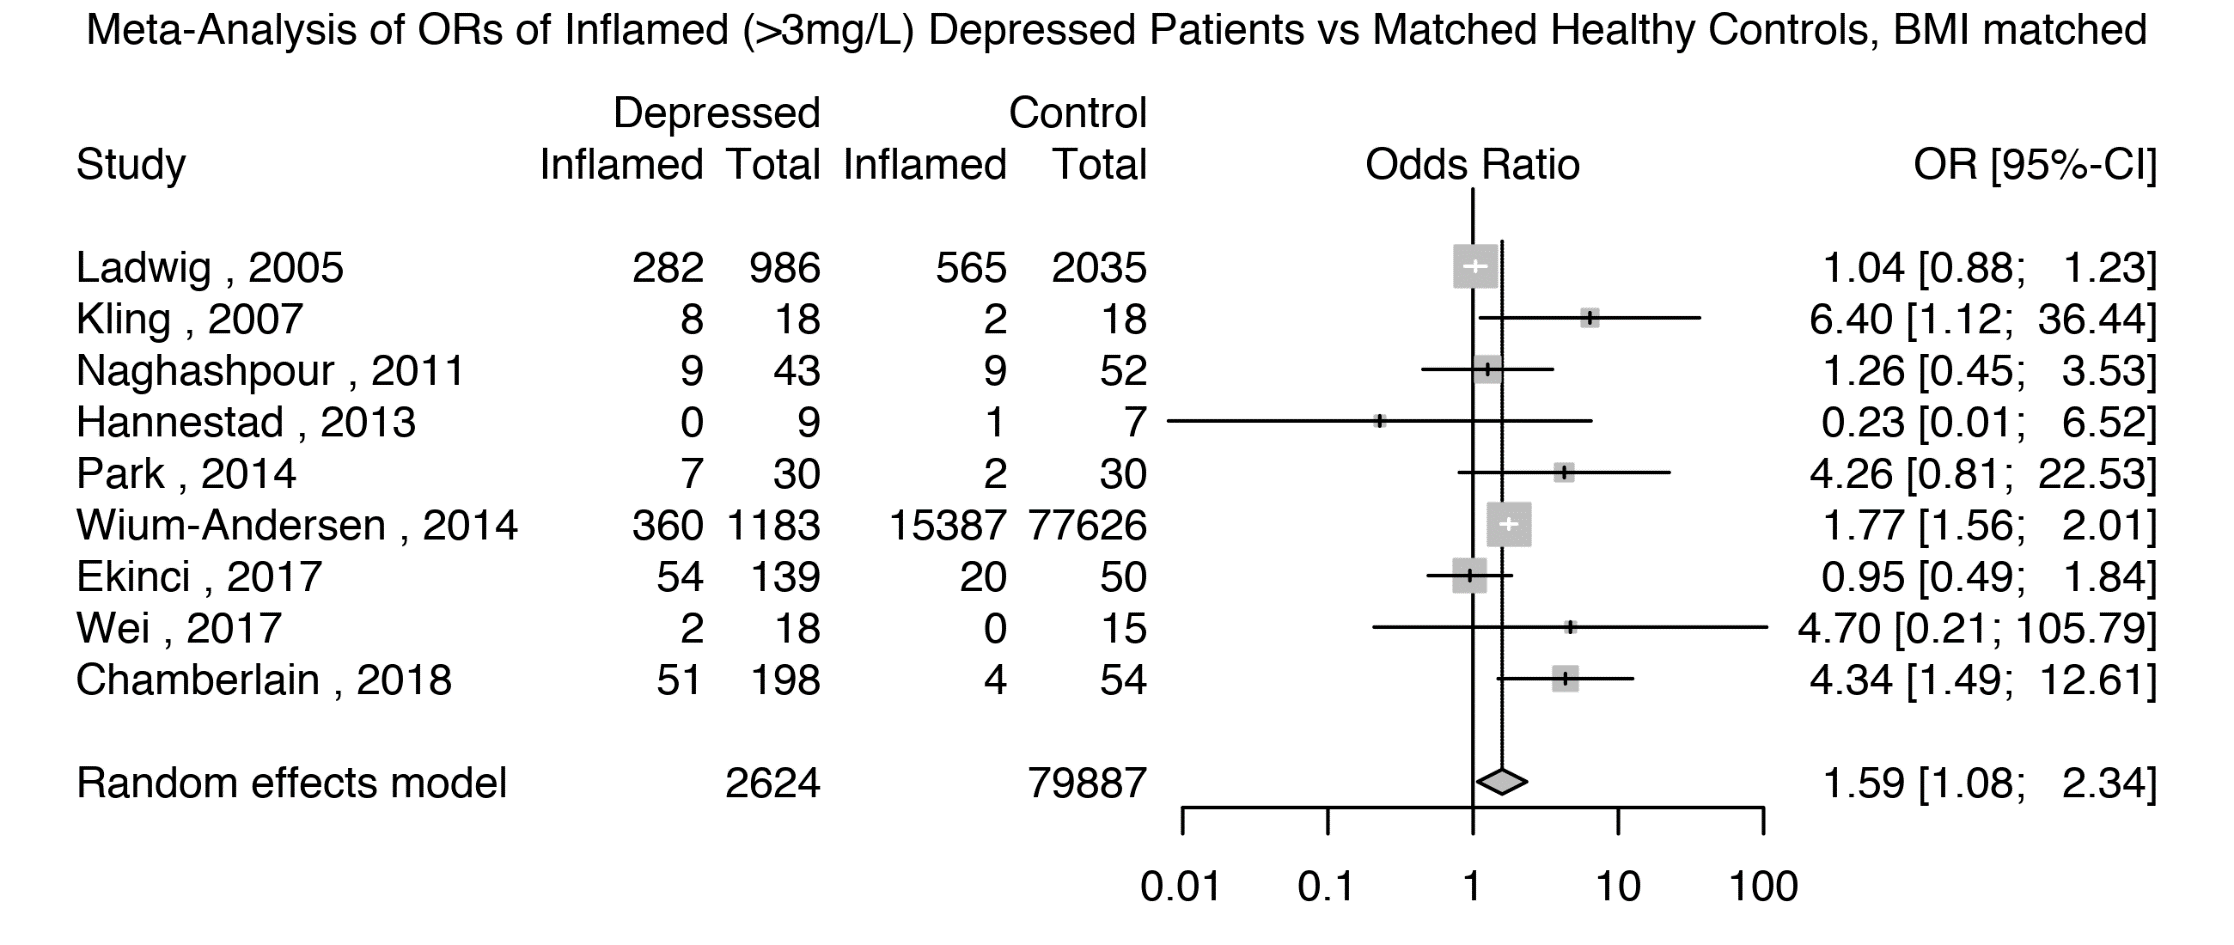 Meta-Analysis of ORs of Inflamed (>3mg/L) Depressed Patients vs Matched Healthy Controls, BMI matched
Depressed Control
Study Inflamed Total Inflamed Total Odds Ratio OR [95%-CI]
Ladwig , 2005 282 986 565 2035 1.04 [0.88; 1.23]
Kling , 2007 8 18 2 18 6.40 [1.12; 36.44]
Naghashpour , 2011 9 43 9 52 1.26 [0.45; 3.53]
Hannestad , 2013 0 9 1 7 0.23 [0.01; 6.52]
Park , 2014 7 30 2 30 4.26 [0.81; 22.53]
Wium-Andersen , 2014 360 1183 15387 77626 1.77 [1.56; 2.01]
Ekinci , 2017 54 139 20 50 0.95 [0.49; 1.84]
Wei , 2017 2 18 0 15 4.70 [0.21; 105.79]
Chamberlain , 2018 51 198 4 54 4.34 [1.49; 12.61]
Random effects model 2624 79887 1.59 [1.08; 2.34]
0.01 0.1 1 10 100